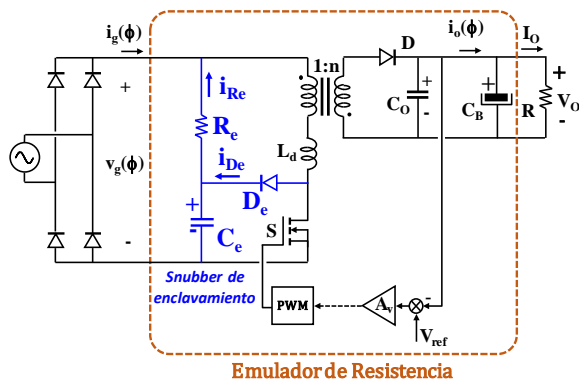 i_g(ϕ)
i_o(ϕ)
I_O
1:n
D
+
i_Re
+
+
+
C_O
C_B
R
V_O
-
-
R_e
L_d
v_g(ϕ)
i_De
+
D_e
-
C_e
S
-
Snubber de
enclavamiento
PWM
A_v
-
V_ref
Emulador de Resistencia